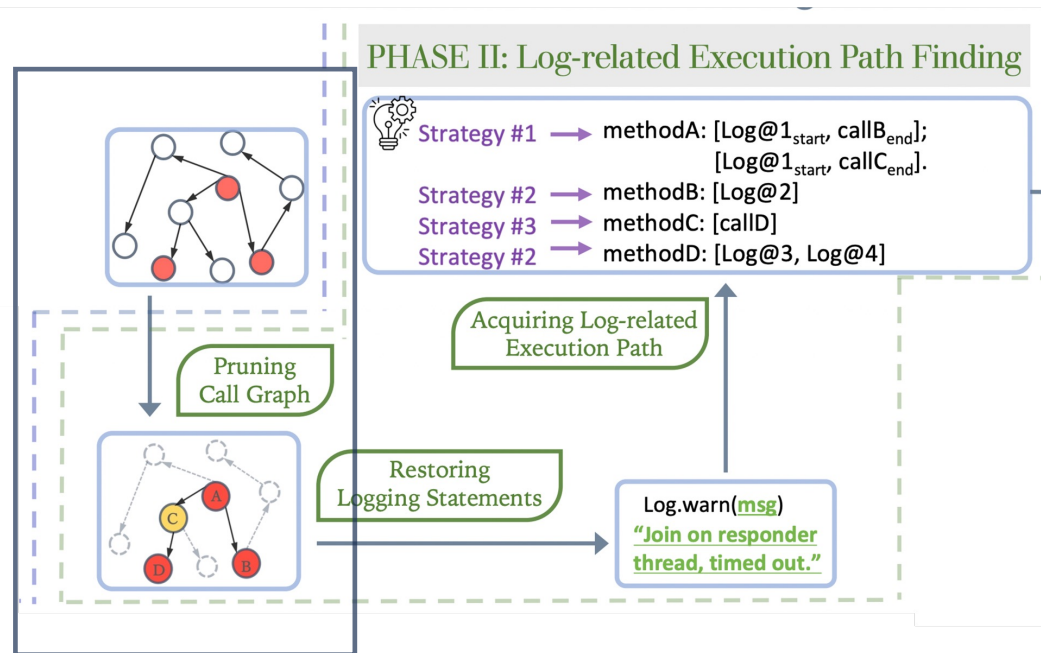 PHASE II: Log-related Execution Path Finding
Strategy #1 methodA: [Log@1start, callBend];
[Log@1start, callCend].
Strategy #2 methodB: [Log@2]
Strategy #3 methodC: [callD]
Strategy #2 methodD: [Log@3, Log@4]
Acquiring Log-related
Execution Path
Pruning
Call Graph
A
C
D
B
Restoring
Logging Statements
Log.warn(msg)
“Join on responder
thread, timed out.”